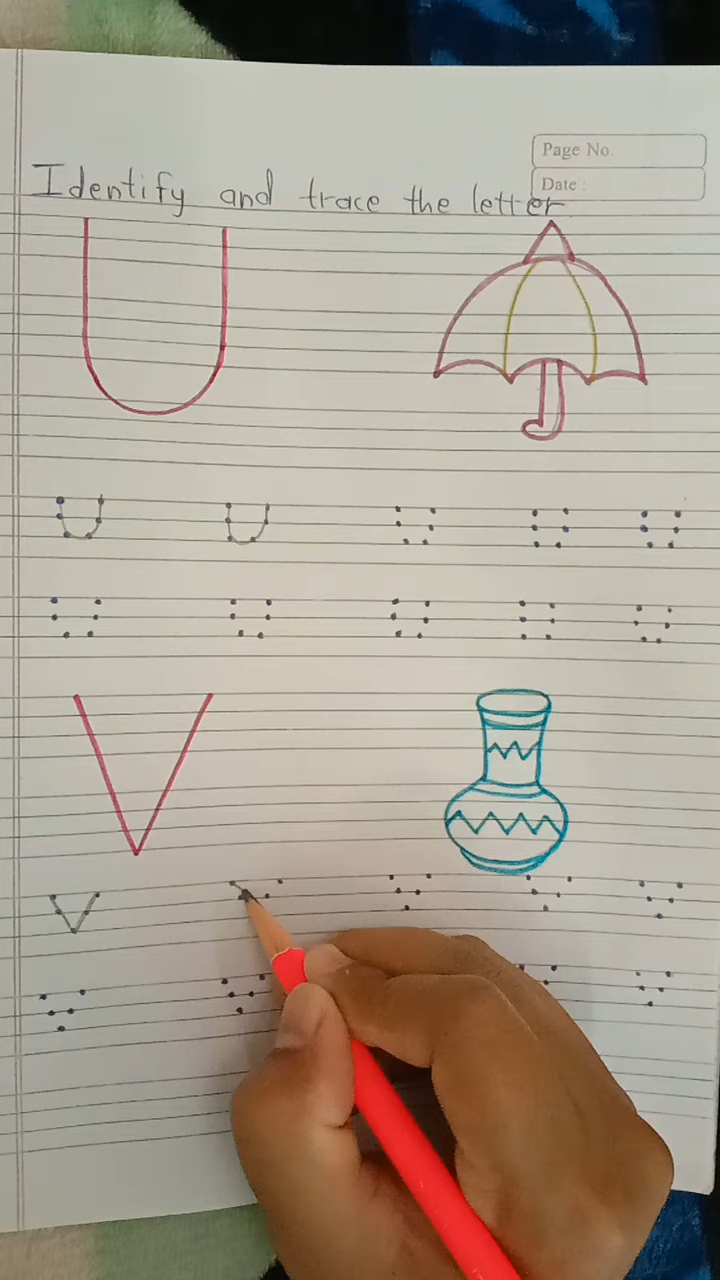 Page No.
Date :
Identify and trace the letter
U
U U U U U
U U U U U
V
V V V V V
V V V V